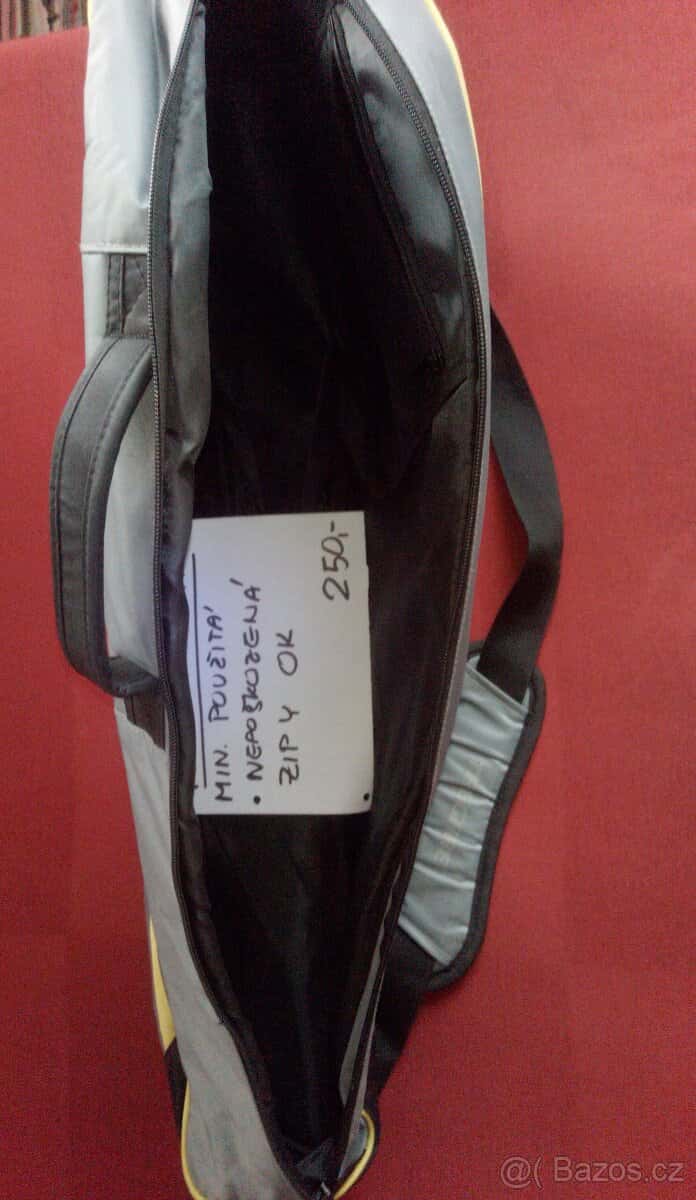 MIN. POUŽITÁ
• NEPOŠKOZENÁ
ZIPY OK
250,-
@( Bazos.cz